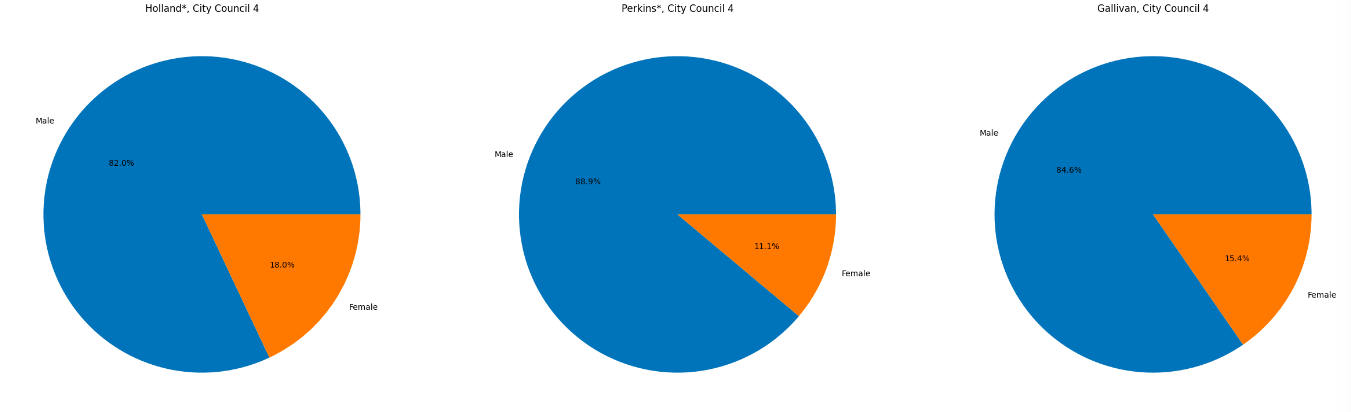 Holland*, City Council 4
Male
82.0%
18.0%
Female
Perkins*, City Council 4
Male
88.9%
11.1%
Female
Gallivan, City Council 4
Male
84.6%
15.4%
Female